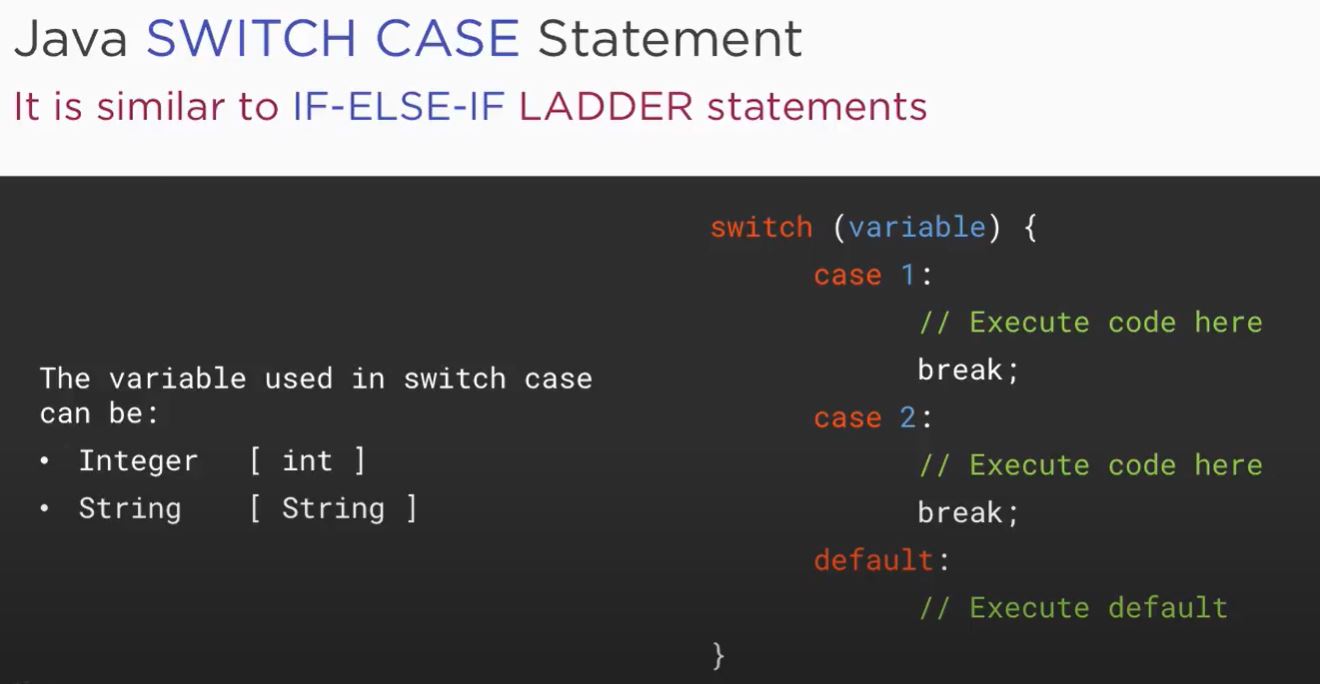 Java SWITCH CASE Statement
It is similar to IF-ELSE-IF LADDER statements
The variable used in switch case
can be:
• Integer [ int ]
• String [ String ]
switch (variable) {
case 1:
// Execute code here
break;
case 2:
// Execute code here
break;
default:
// Execute default
}